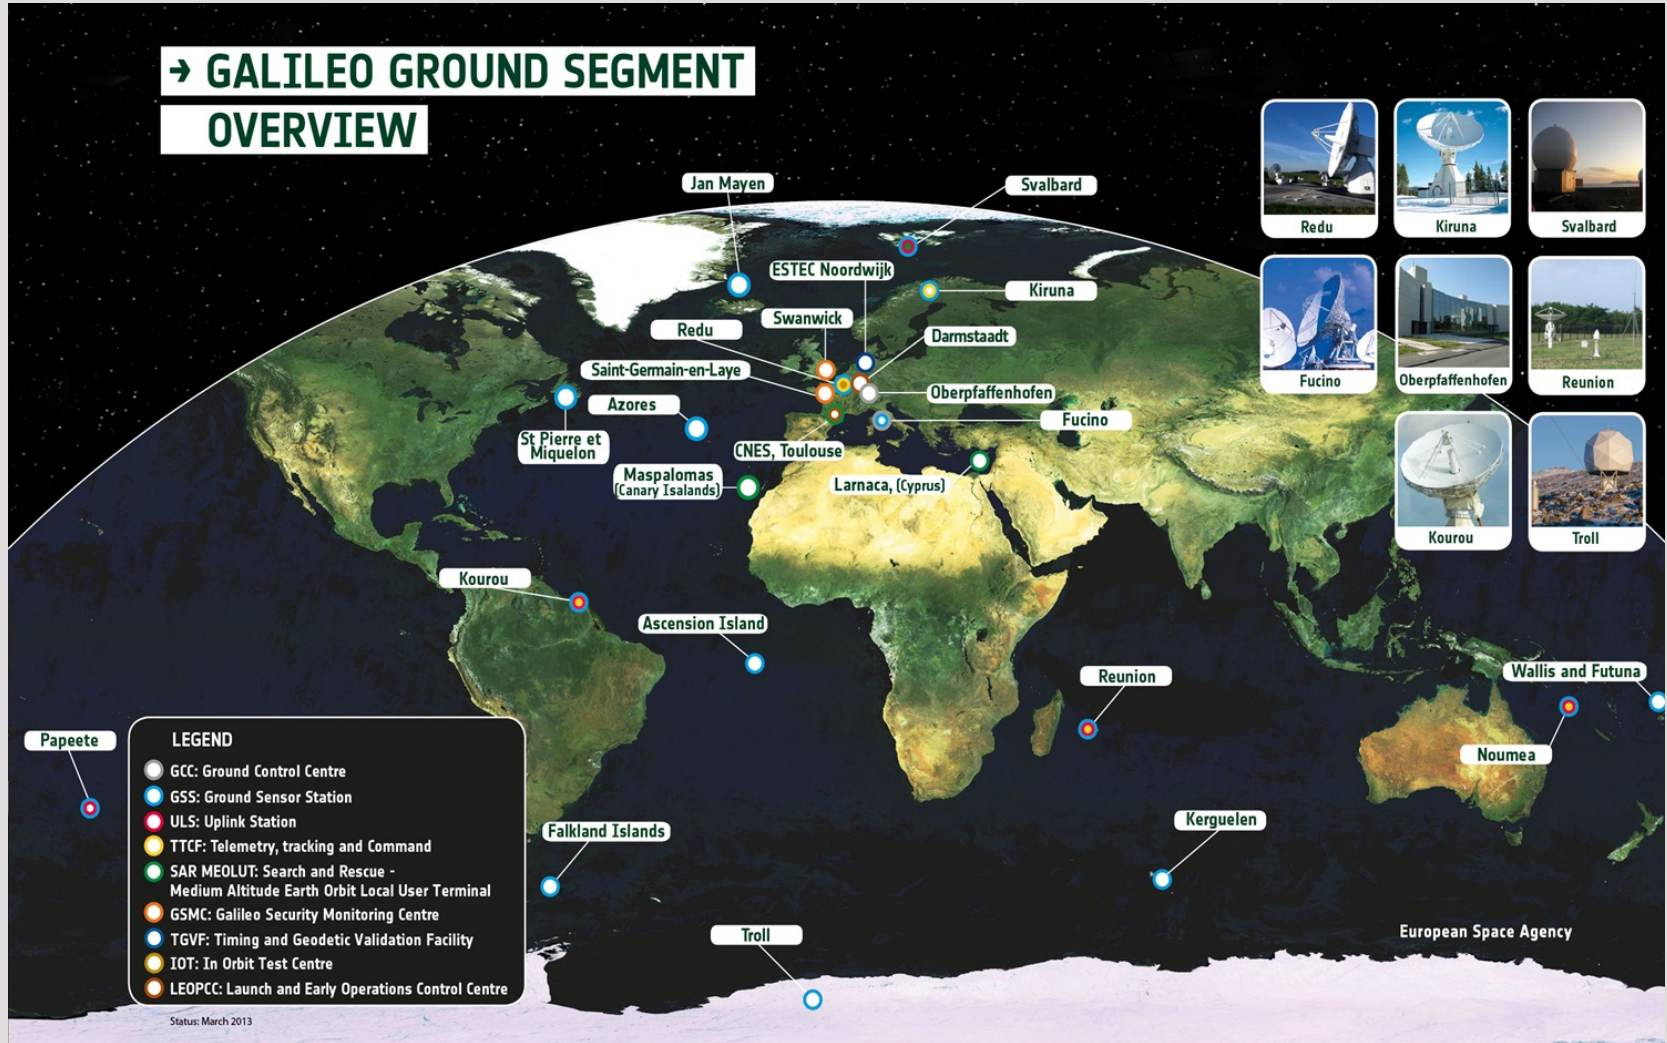 → GALILEO GROUND SEGMENT
OVERVIEW
Jan Mayen
Svalbard
ESTEC Noordwijk
Kiruna
Swanwick
Redu
Darmstaadt
Saint-Germain-en-Laye
Oberpfaffenhofen
Azores
Fucino
St Pierre et
Miquelon
CNES, Toulouse
Maspalomas
(Canary Isalands)
Larnaca, (Cyprus)
Kourou
Ascension Island
Reunion
Wallis and Futuna
Noumea
Papeete
Kerguelen
Falkland Islands
Troll
Redu
Kiruna
Svalbard
Fucino
Oberpfaffenhofen
Reunion
Kourou
Troll
LEGEND
GCC: Ground Control Centre
GSS: Ground Sensor Station
ULS: Uplink Station
TTCF: Telemetry, tracking and Command
SAR MEOLUT: Search and Rescue -
Medium Altitude Earth Orbit Local User Terminal
GSMC: Galileo Security Monitoring Centre
TGVF: Timing and Geodetic Validation Facility
IOT: In Orbit Test Centre
LEOPCC: Launch and Early Operations Control Centre
Status: March 2013
European Space Agency